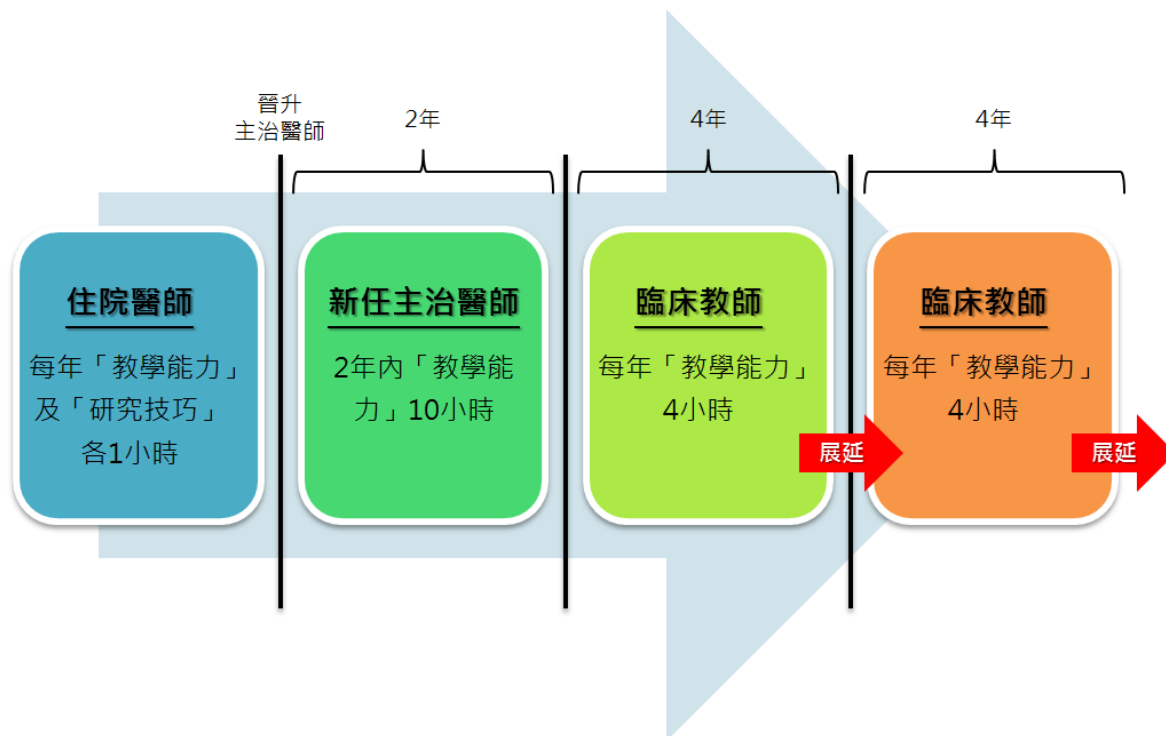 晉升
主治醫師
2年
4年
4年
住院醫師
每年「教學能力」
及「研究技巧」
各1小時
新任主治醫師
2年內「教學能
力」10小時
臨床教師
每年「教學能力」
4小時
展延
臨床教師
每年「教學能力」
4小時
展延